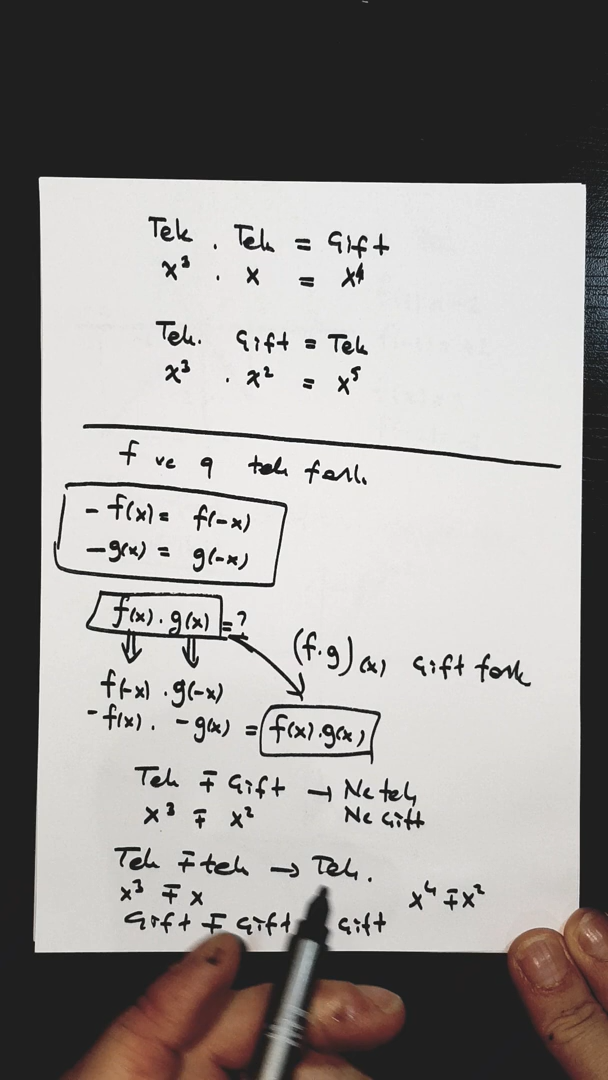 Tek . Tek = Çift
x³ . x = x⁴
Tek. Çift = Tek
x³ . x² = x⁵
f ve g tek fonk.
-f(x) = f(-x)
-g(x) = g(-x)
f(x).g(x) = ?
(f.g)(x) Çift fonk
f(-x) . g(-x)
-f(x) . -g(x) = f(x).g(x)
Tek ∓ Çift → Ne tek
x³ ∓ x² Ne Çift
Tek ∓ tek → Tek.
x³ ∓ x x⁴ ∓ x²
Çift ∓ Çift Çift